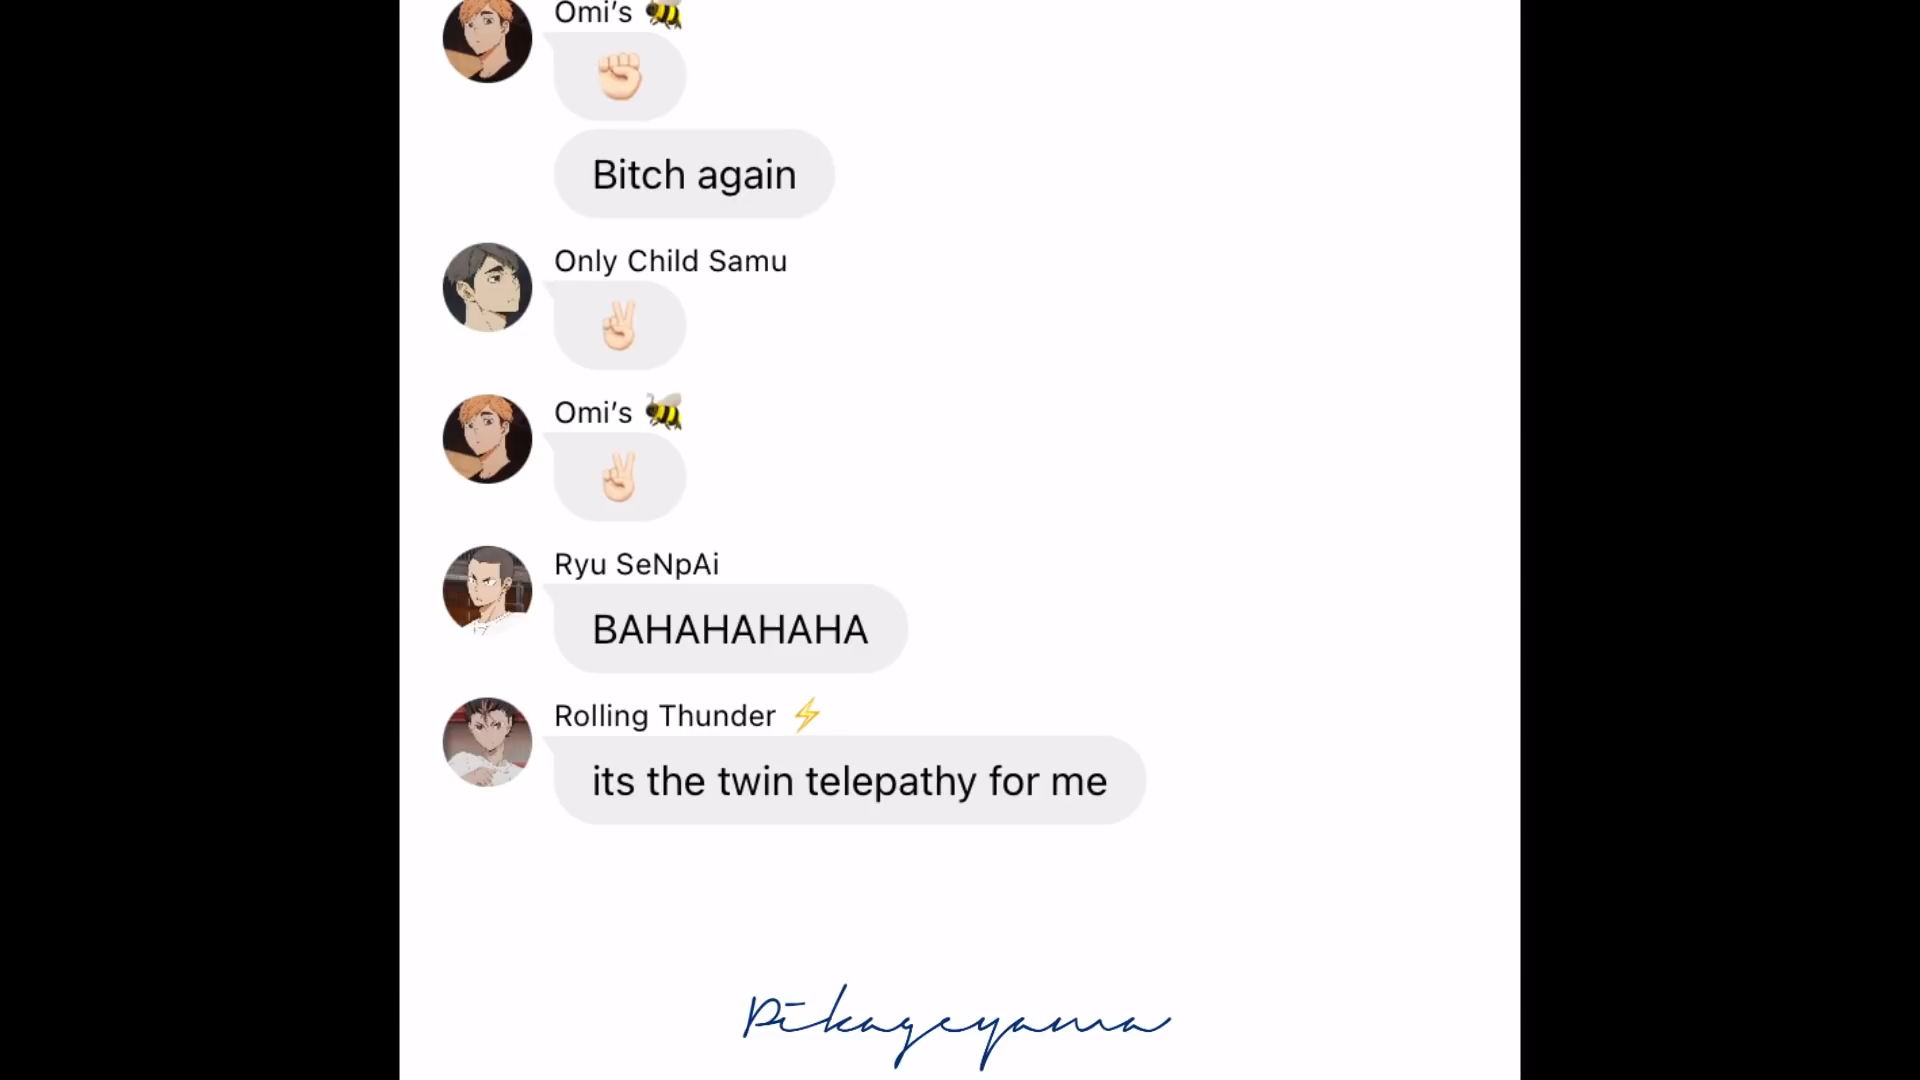 Omi’s 🐝
✊🏻
Bitch again
Only Child Samu
✌🏻
Omi’s 🐝
✌🏻
Ryu SeNpAi
BAHAHAHAHA
Rolling Thunder ⚡
its the twin telepathy for me
Pikageyama